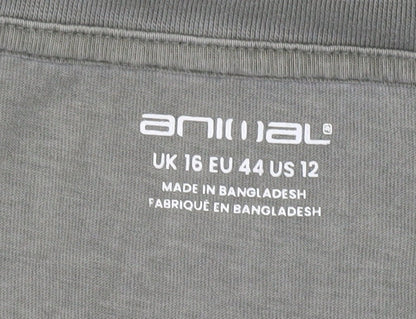 animal®
UK 16 EU 44 US 12
MADE IN BANGLADESH
FABRIQUÉ EN BANGLADESH